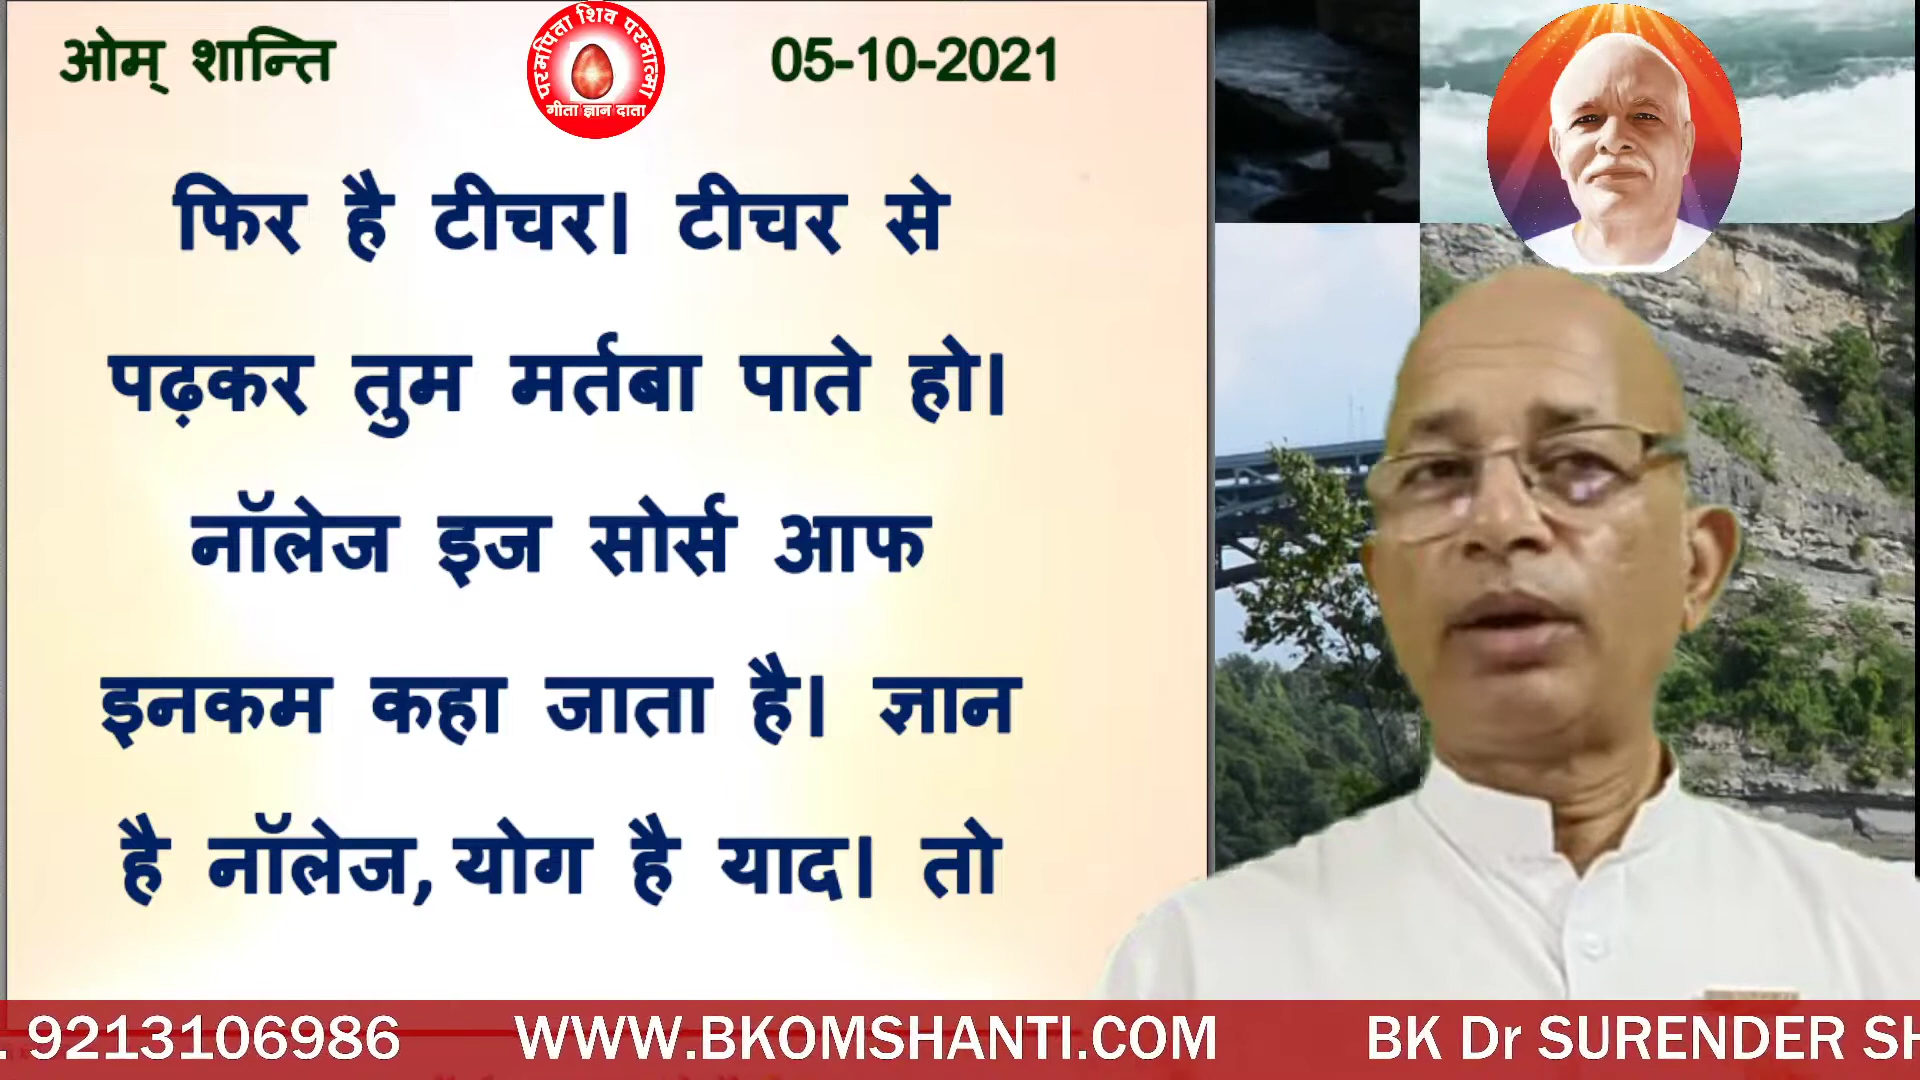 ओम् शान्ति
परमपिता शिव परमात्मा
गीता ज्ञान दाता
05-10-2021
फिर है टीचर। टीचर से
पढ़कर तुम मर्तबा पाते हो।
नॉलेज इज सोर्स आफ
इनकम कहा जाता है। ज्ञान
है नॉलेज, योग है याद। तो
. 9213106986 WWW.BKOMSHANTI.COM BK Dr SURENDER